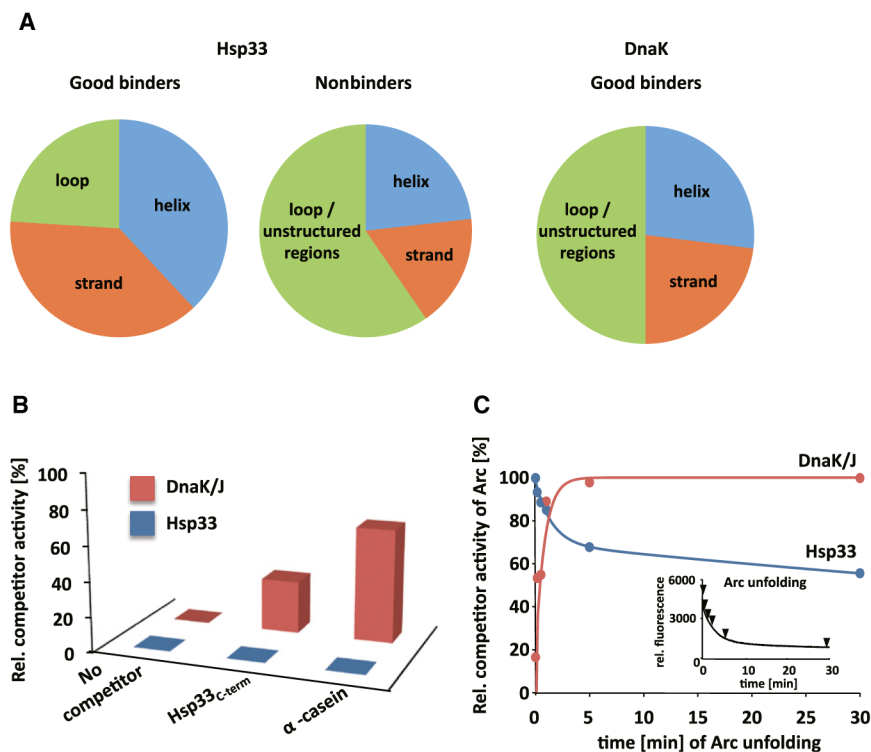 A
Hsp33
DnaK
Good binders
Nonbinders
Good binders
loop
helix
strand
helix
loop /
unstructured
regions
strand
helix
loop /
unstructured
regions
strand
B
Rel. competitor activity [%]
100
80
60
40
20
0
DnaK/J
Hsp33
No
competitor
Hsp33C-term
α -casein
C
Rel. competitor activity of Arc [%]
100
80
60
40
20
0
DnaK/J
Hsp33
Arc unfolding
rel. fluorescence
6000
3000
0
0
10
20
30
time [min]
0
5
10
15
20
25
30
time [min] of Arc unfolding